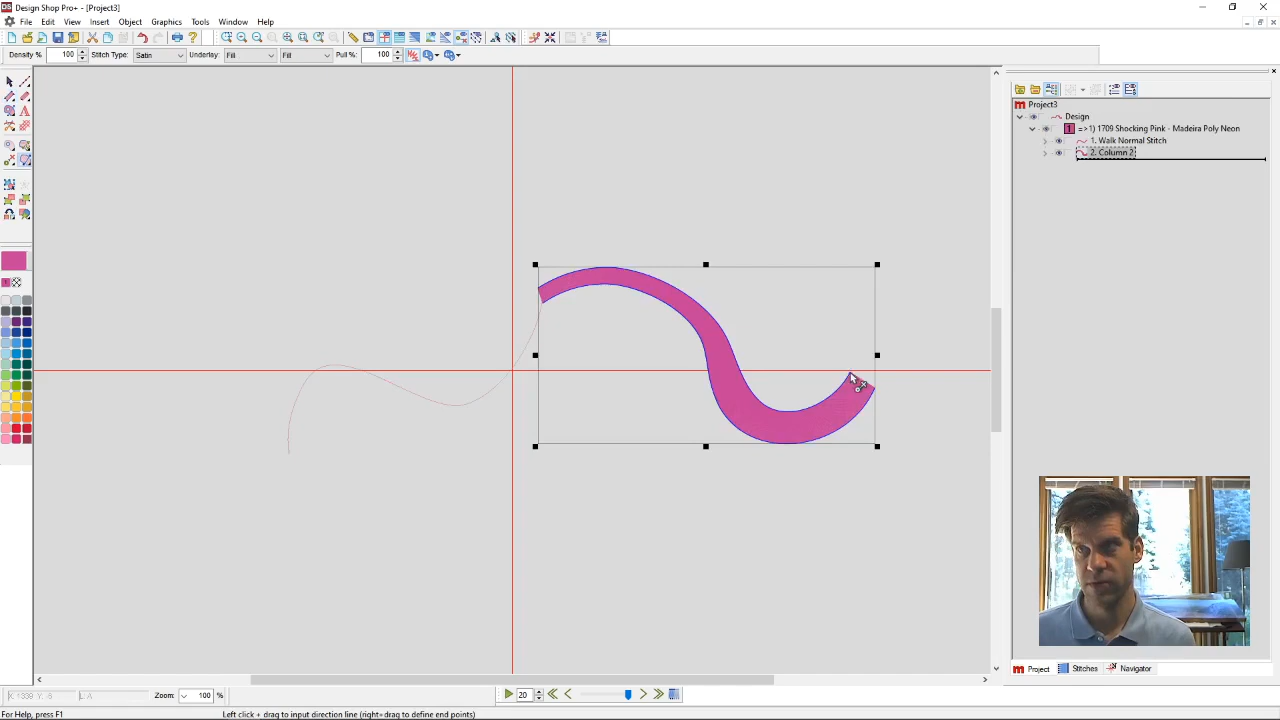 Design Shop Pro+ - [Project3]
File Edit View Insert Object Graphics Tools Window Help
Density % 100 Stitch Type: Satin Underlay: Fill Fill Pull % 100
Project3
Design
1 =>1) 1709 Shocking Pink - Madeira Poly Neon
1. Walk Normal Stitch
2. Column 2
Project Stitches Navigator
X: 1339 Y: -6 L: A Zoom: 100 % 20
For Help, press F1 Left click + drag to input direction line (right=drag to define end points)